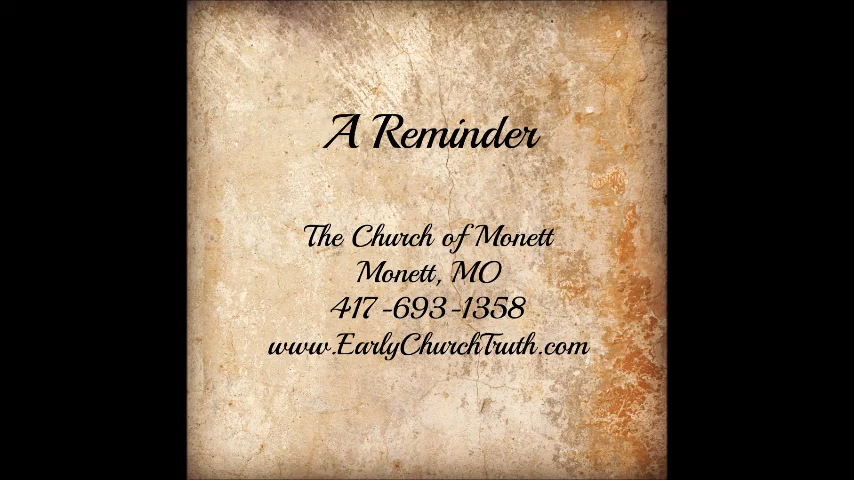 A Reminder
The Church of Monett
Monett, MO
417-693-1358
www.EarlyChurchTruth.com